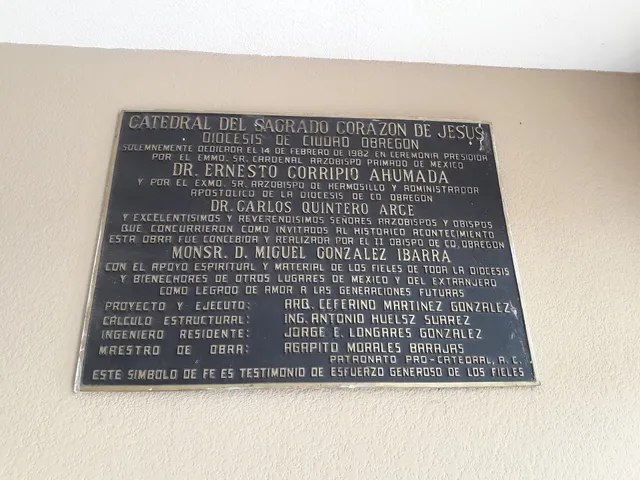 CATEDRAL DEL SAGRADO CORAZON DE JESUS
DIOCESIS DE CIUDAD OBREGON
SOLEMNEMENTE DEDICADA EL 14 DE FEBRERO DE 1982 EN CEREMONIA PRESIDIDA
POR EL EMMO. SR. CARDENAL ARZOBISPO PRIMADO DE MEXICO
DR. ERNESTO CORRIPIO AHUMADA
Y POR EL EXMO. SR. ARZOBISPO DE HERMOSILLO Y ADMINISTRADOR
APOSTOLICO DE LA DIOCESIS DE CD. OBREGON
DR. CARLOS QUINTERO ARCE
Y EXCELENTISIMOS Y REVERENDISIMOS SEÑORES ARZOBISPOS Y OBISPOS
QUE CONCURRIERON COMO INVITADOS AL HISTORICO ACONTECIMIENTO
ESTA OBRA FUE CONCEBIDA Y REALIZADA POR EL II OBISPO DE CD. OBREGON
MONSR. D. MIGUEL GONZALEZ IBARRA
CON EL APOYO ESPIRITUAL Y MATERIAL DE LOS FIELES DE TODA LA DIOCESIS
Y BIENECHORES DE OTROS LUGARES DE MEXICO Y DEL EXTRANJERO
COMO LEGADO DE AMOR A LAS GENERACIONES FUTURAS
PROYECTO Y EJECUTO: ARQ. CEFERINO MARTINEZ GONZALEZ
CALCULO ESTRUCTURAL: ING. ANTONIO HUELSZ SUAREZ
INGENIERO RESIDENTE: JORGE E. LONGARES GONZALEZ
MAESTRO DE OBRA: AGAPITO MORALES BARAJAS
PATRONATO PRO-CATEDRAL, A. C.
ESTE SIMBOLO DE FE ES TESTIMONIO DE ESFUERZO GENEROSO DE LOS FIELES